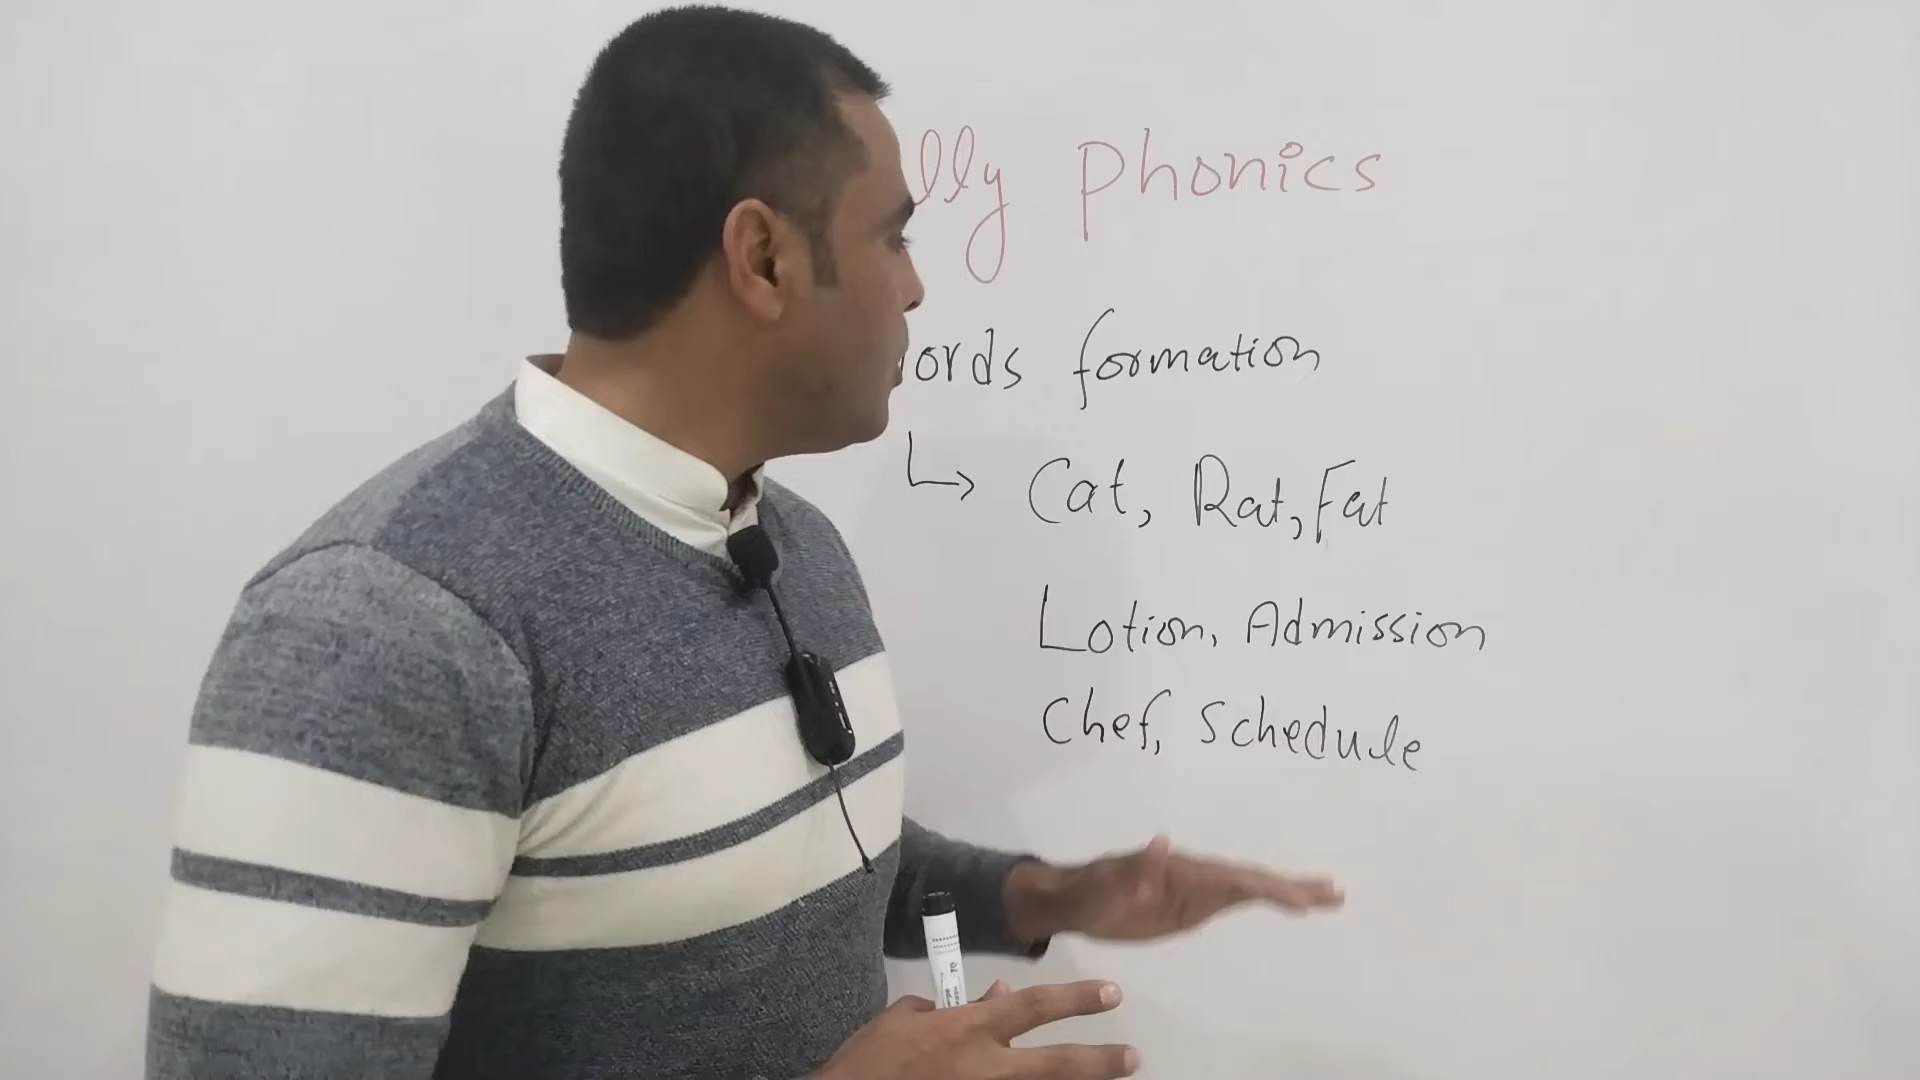 lly phonics
ords formation
Cat, Rat, Fat
Lotion, Admission
Chef, Schedule